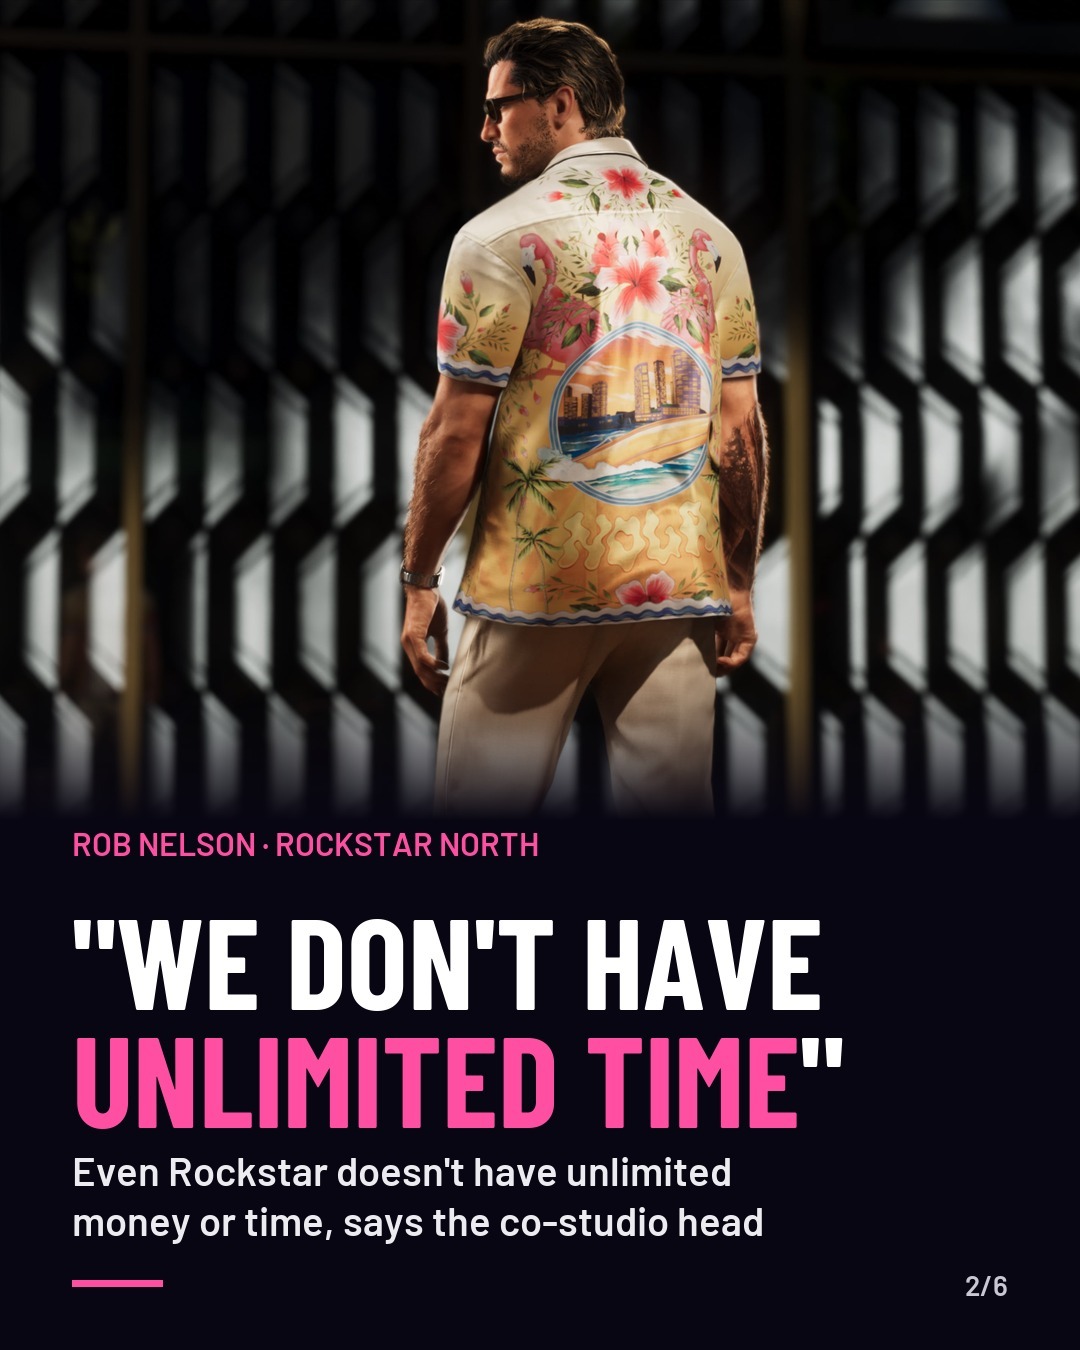 ROB NELSON · ROCKSTAR NORTH
"WE DON'T HAVE
UNLIMITED TIME"
Even Rockstar doesn't have unlimited
money or time, says the co-studio head
2/6